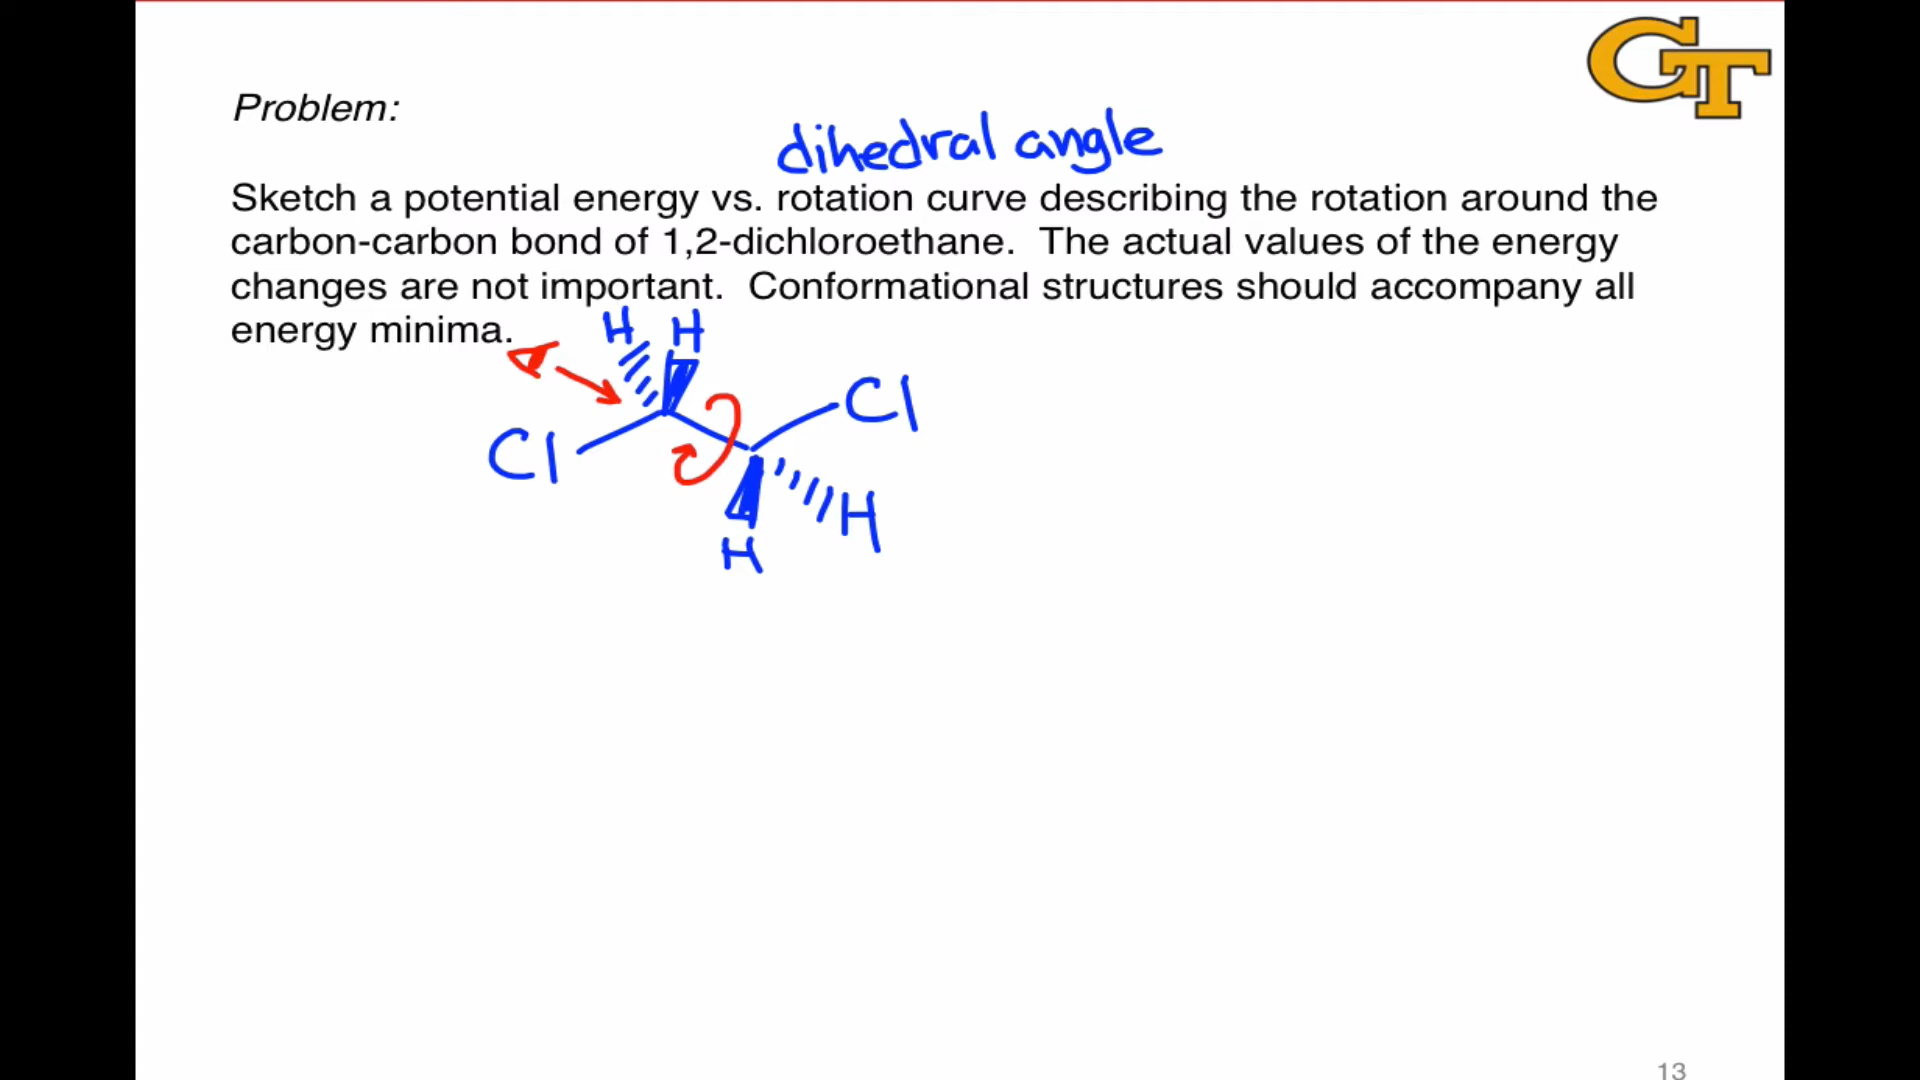 GT
Problem:
dihedral angle
Sketch a potential energy vs. rotation curve describing the rotation around the
carbon-carbon bond of 1,2-dichloroethane. The actual values of the energy
changes are not important. Conformational structures should accompany all
energy minima.
H H
Cl
Cl
H
H
13